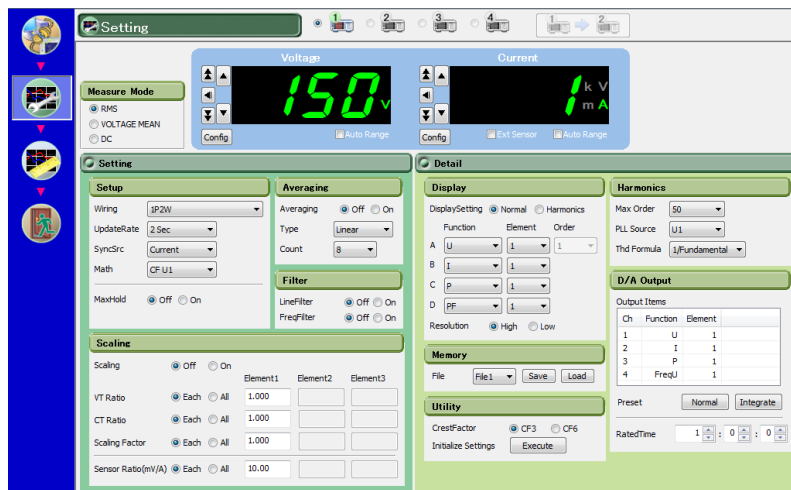 Setting
1 2 3 4 1 2
Voltage Current
Measure Mode
RMS
VOLTAGE MEAN
DC
150 V
Config Auto Range
1 k V m A
Config Ext Sensor Auto Range
Setting
Setup
Wiring 1P2W
UpdateRate 2 Sec
SyncSrc Current
Math CF U1
MaxHold Off On
Averaging
Averaging Off On
Type Linear
Count 8
Filter
LineFilter Off On
FreqFilter Off On
Scaling
Scaling Off On
Element1 Element2 Element3
VT Ratio Each All 1.000
CT Ratio Each All 1.000
Scaling Factor Each All 1.000
Sensor Ratio(mV/A) Each All 10.00
Detail
Display
DisplaySetting Normal Harmonics
Function Element Order
A U 1 1
B I 1
C P 1
D PF 1
Resolution High Low
Memory
File File1 Save Load
Utility
CrestFactor CF3 CF6
Initialize Settings Execute
Harmonics
Max Order 50
PLL Source U1
Thd Formula 1/Fundamental
D/A Output
Output Items
Ch Function Element
1 U 1
2 I 1
3 P 1
4 FreqU 1
Preset Normal Integrate
RatedTime 1 : 0 : 0